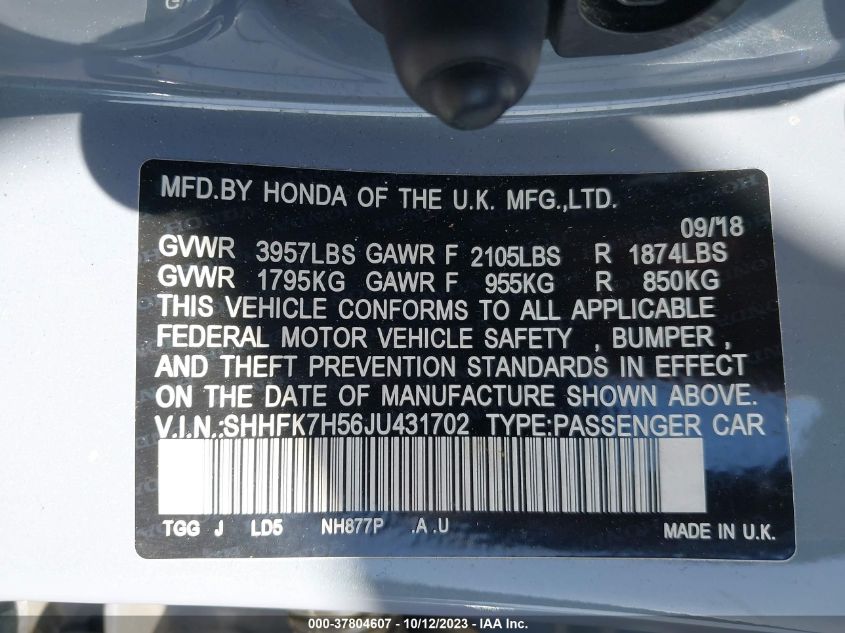 MFD.BY HONDA OF THE U.K. MFG.,LTD.
09/18
GVWR 3957LBS GAWR F 2105LBS R 1874LBS
GVWR 1795KG GAWR F 955KG R 850KG
THIS VEHICLE CONFORMS TO ALL APPLICABLE
FEDERAL MOTOR VEHICLE SAFETY , BUMPER ,
AND THEFT PREVENTION STANDARDS IN EFFECT
ON THE DATE OF MANUFACTURE SHOWN ABOVE.
V.I.N.:SHHFK7H56JU431702 TYPE:PASSENGER CAR
TGG J LD5 NH877P .A .U
MADE IN U.K.
000-37804607 - 10/12/2023 - IAA Inc.